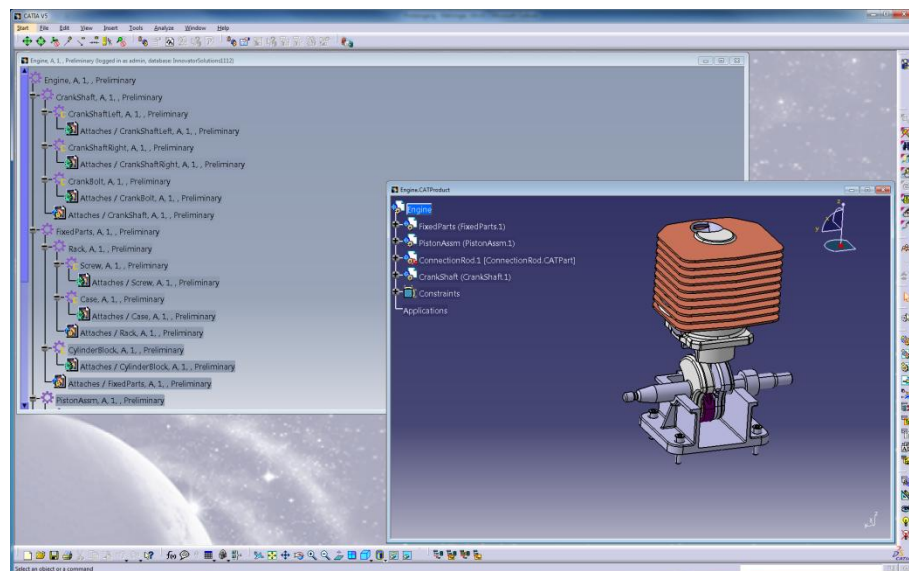 CATIA V5
Start File Edit View Insert Tools Analyze Window Help
Engine, A, 1, , Preliminary (logged in as admin, database: InnovatorSolutions1112)
Engine, A, 1, , Preliminary
CrankShaft, A, 1, , Preliminary
CrankShaftLeft, A, 1, , Preliminary
Attaches / CrankShaftLeft, A, 1, , Preliminary
CrankShaftRight, A, 1, , Preliminary
Attaches / CrankShaftRight, A, 1, , Preliminary
CrankBolt, A, 1, , Preliminary
Attaches / CrankBolt, A, 1, , Preliminary
Attaches / CrankShaft, A, 1, , Preliminary
FixedParts, A, 1, , Preliminary
Rack, A, 1, , Preliminary
Screw, A, 1, , Preliminary
Attaches / Screw, A, 1, , Preliminary
Case, A, 1, , Preliminary
Attaches / Case, A, 1, , Preliminary
Attaches / Rack, A, 1, , Preliminary
CylinderBlock, A, 1, , Preliminary
Attaches / CylinderBlock, A, 1, , Preliminary
Attaches / FixedParts, A, 1, , Preliminary
PistonAssm, A, 1, , Preliminary
Engine.CATProduct
Engine
FixedParts (FixedParts.1)
PistonAssm (PistonAssm.1)
ConnectionRod.1 [ConnectionRod.CATPart]
CrankShaft (CrankShaft.1)
Constraints
Applications
z
y
x
f(x)
CATIA
Select an object or a command